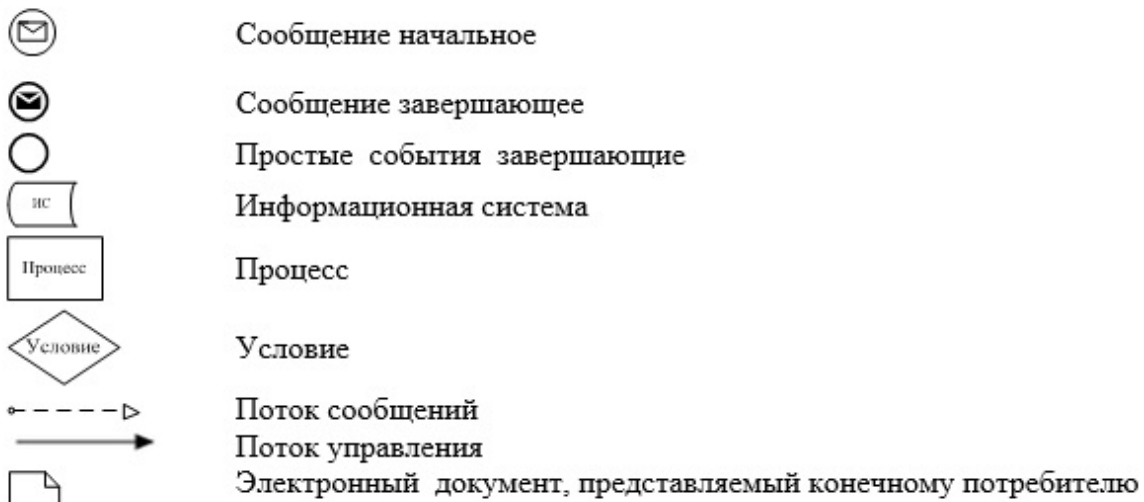 Сообщение начальное
Сообщение завершающее
Простые события завершающие
ИС Информационная система
Процесс Процесс
Условие Условие
Поток сообщений
Поток управления
Электронный документ, представляемый конечному потребителю